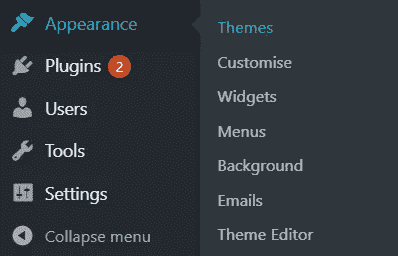 Appearance
Plugins 2
Users
Tools
Settings
Collapse menu
Themes
Customise
Widgets
Menus
Background
Emails
Theme Editor